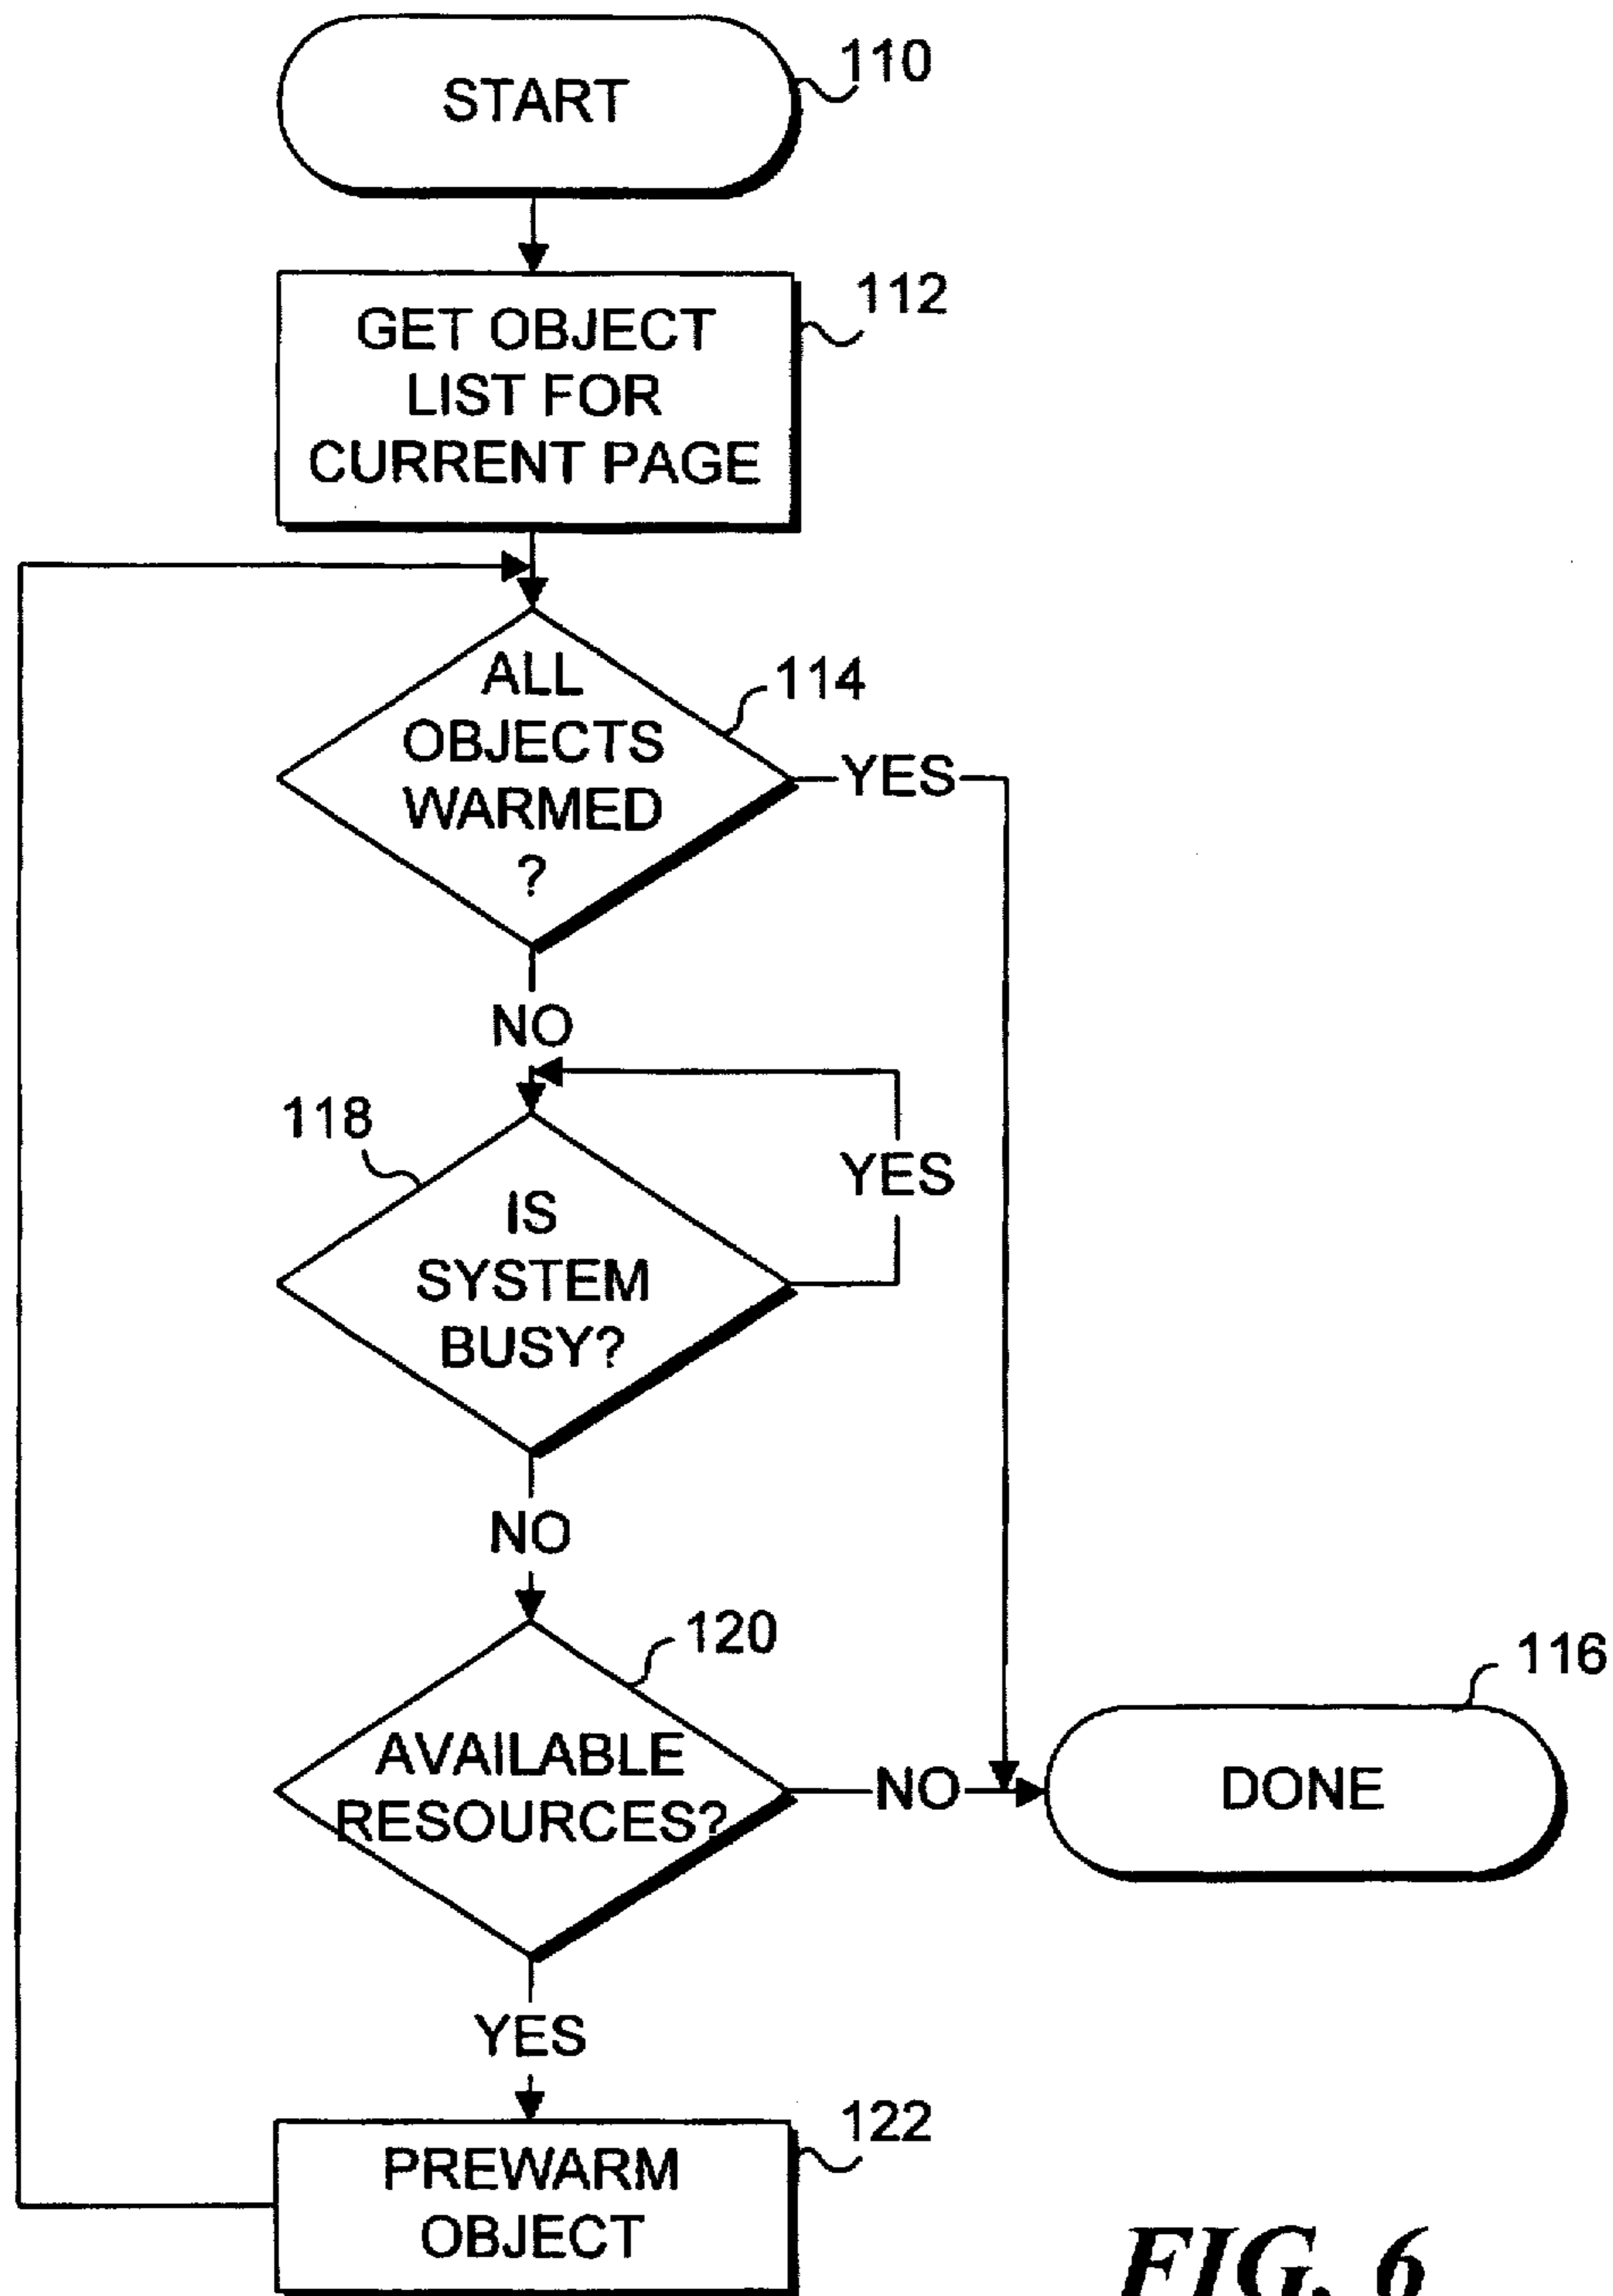 START
110
GET OBJECT
LIST FOR
CURRENT PAGE
112
ALL
OBJECTS
WARMED
?
114
YES
NO
118
IS
SYSTEM
BUSY?
YES
NO
120
AVAILABLE
RESOURCES?
NO
116
DONE
YES
122
PREWARM
OBJECT
FIG. 6